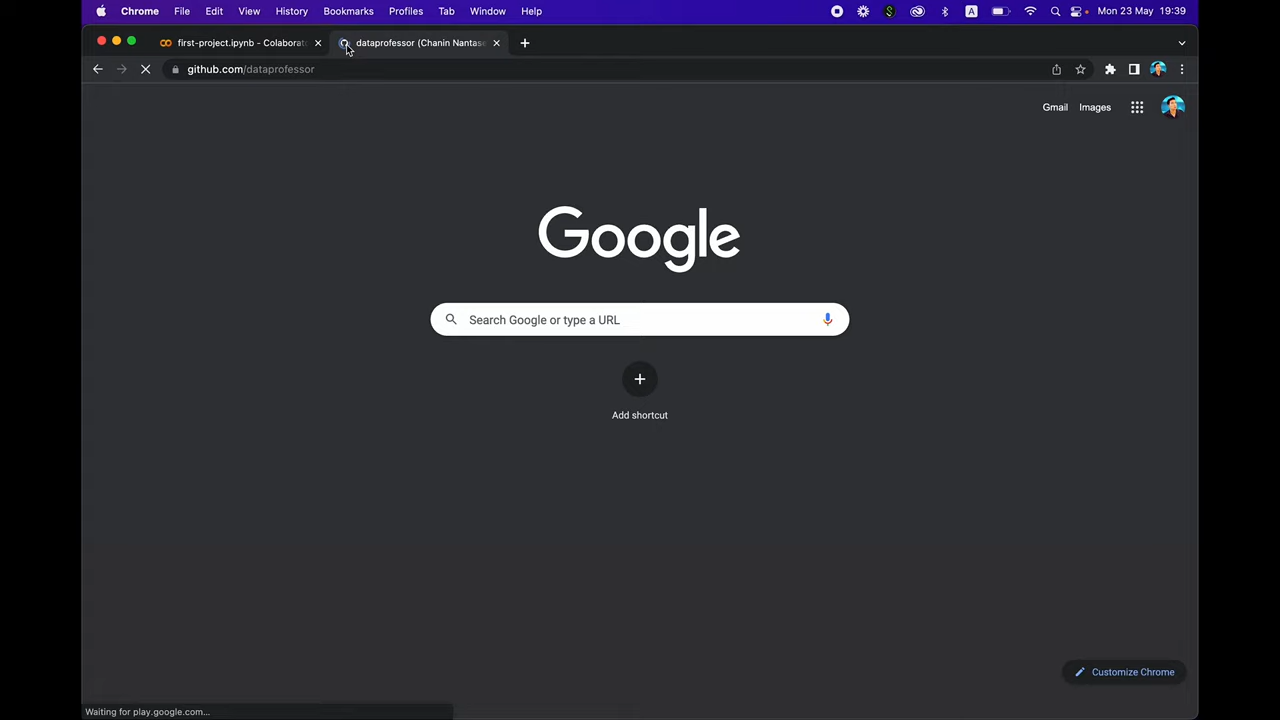 Chrome File Edit View History Bookmarks Profiles Tab Window Help A Mon 23 May 19:39
first-project.ipynb - Colaborato dataprofessor (Chanin Nantase
github.com/dataprofessor
Gmail Images
Google
Search Google or type a URL
Add shortcut
Customize Chrome
Waiting for play.google.com...